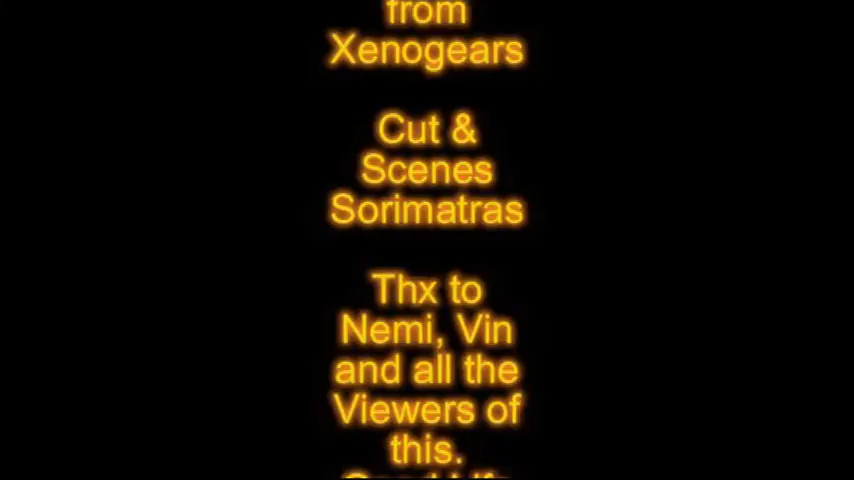 from
Xenogears
Cut &
Scenes
Sorimatras
Thx to
Nemi, Vin
and all the
Viewers of
this.